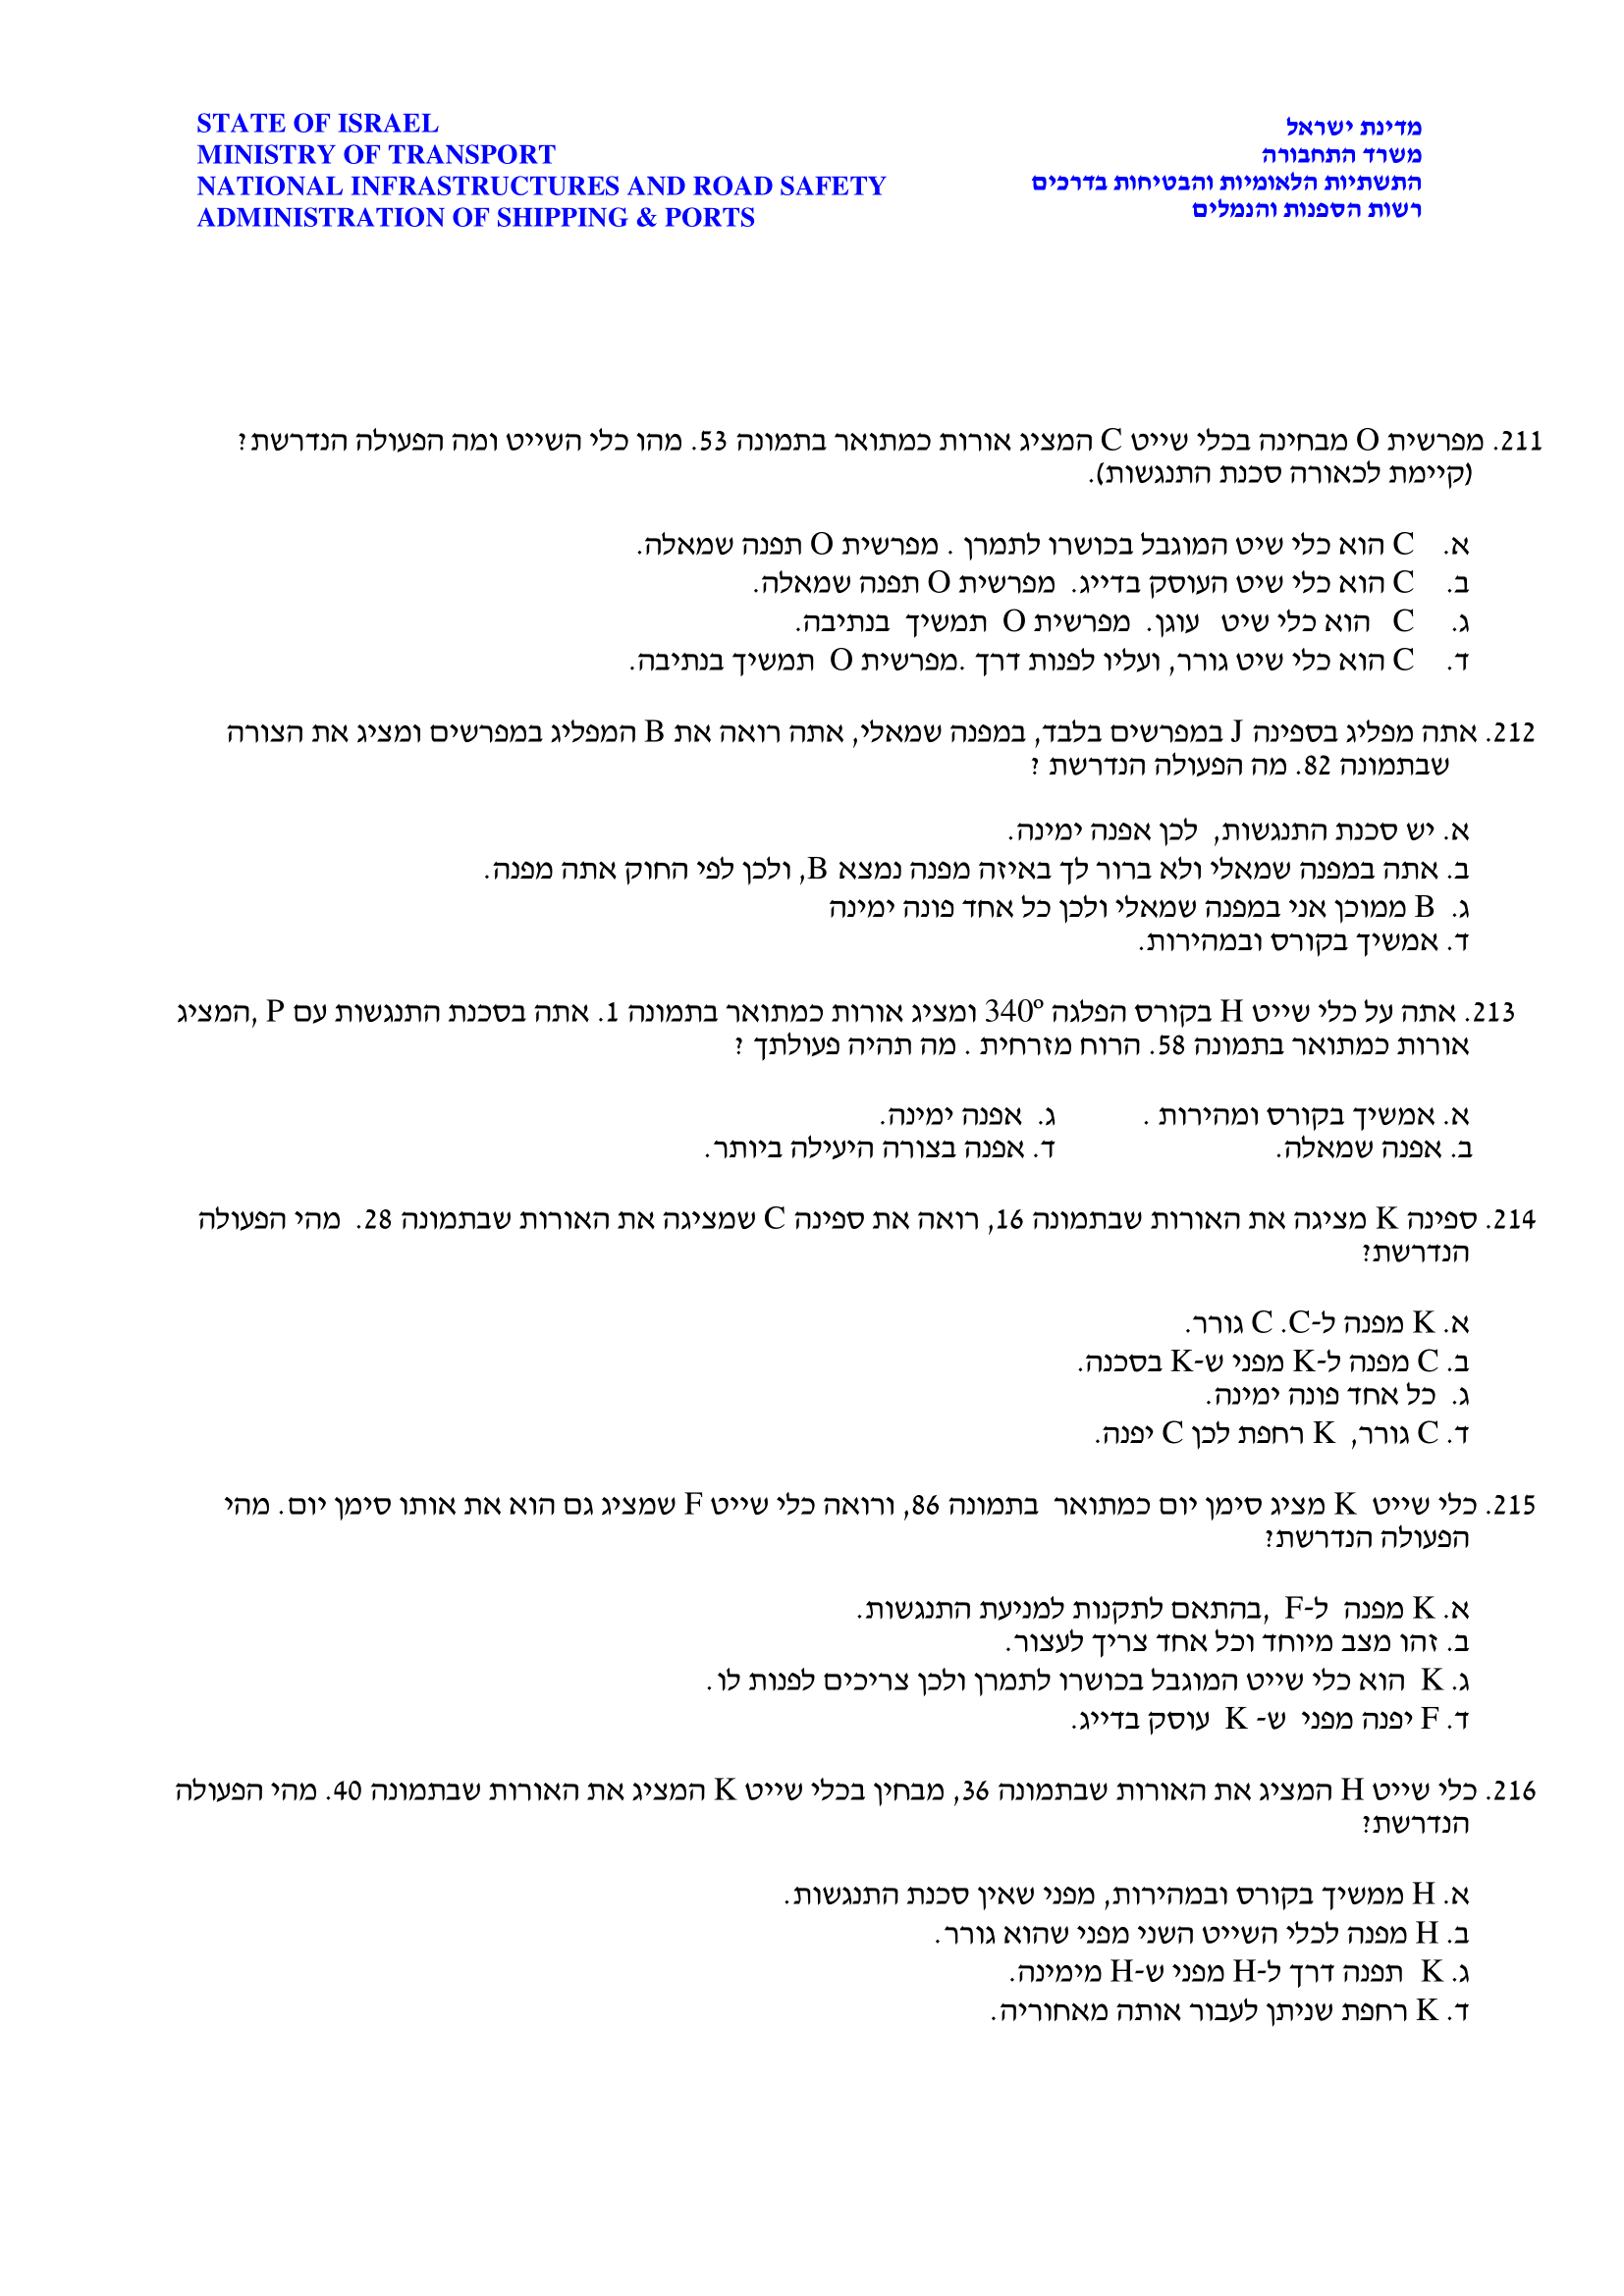 STATE OF ISRAEL
MINISTRY OF TRANSPORT
NATIONAL INFRASTRUCTURES AND ROAD SAFETY
ADMINISTRATION OF SHIPPING & PORTS
מדינת ישראל
משרד התחבורה
התשתיות הלאומיות והבטיחות בדרכים
רשות הספנות והנמלים
211. מפרשית O מבחינה בכלי שייט C המציג אורות כמתואר בתמונה 53. מהו כלי השייט ומה הפעולה הנדרשת?
(קיימת לכאורה סכנת התנגשות).
א. C הוא כלי שיט המוגבל בכושרו לתמרן . מפרשית O תפנה שמאלה.
ב. C הוא כלי שיט העוסק בדייג. מפרשית O תפנה שמאלה.
ג. C הוא כלי שיט עוגן. מפרשית O תמשיך בנתיבה.
ד. C הוא כלי שיט גורר, ועליו לפנות דרך .מפרשית O תמשיך בנתיבה.
212. אתה מפליג בספינה J במפרשים בלבד, במפנה שמאלי, אתה רואה את B המפליג במפרשים ומציג את הצורה
שבתמונה 82. מה הפעולה הנדרשת ?
א. יש סכנת התנגשות, לכן אפנה ימינה.
ב. אתה במפנה שמאלי ולא ברור לך באיזה מפנה נמצא B, ולכן לפי החוק אתה מפנה.
ג. B ממוכן אני במפנה שמאלי ולכן כל אחד פונה ימינה
ד. אמשיך בקורס ובמהירות.
213. אתה על כלי שייט H בקורס הפלגה 340º ומציג אורות כמתואר בתמונה 1. אתה בסכנת התנגשות עם P ,המציג
אורות כמתואר בתמונה 58. הרוח מזרחית . מה תהיה פעולתך ?
א. אמשיך בקורס ומהירות . ג. אפנה ימינה.
ב. אפנה שמאלה. ד. אפנה בצורה היעילה ביותר.
214. ספינה K מציגה את האורות שבתמונה 16, רואה את ספינה C שמציגה את האורות שבתמונה 28. מהי הפעולה
הנדרשת?
א. K מפנה ל-C. C גורר.
ב. C מפנה ל-K מפני ש-K בסכנה.
ג. כל אחד פונה ימינה.
ד. C גורר, K רחפת לכן C יפנה.
215. כלי שייט K מציג סימן יום כמתואר בתמונה 86, ורואה כלי שייט F שמציג גם הוא את אותו סימן יום. מהי
הפעולה הנדרשת?
א. K מפנה ל-F ,בהתאם לתקנות למניעת התנגשות.
ב. זהו מצב מיוחד וכל אחד צריך לעצור.
ג. K הוא כלי שייט המוגבל בכושרו לתמרן ולכן צריכים לפנות לו.
ד. F יפנה מפני ש- K עוסק בדייג.
216. כלי שייט H המציג את האורות שבתמונה 36, מבחין בכלי שייט K המציג את האורות שבתמונה 40. מהי הפעולה
הנדרשת?
א. H ממשיך בקורס ובמהירות, מפני שאין סכנת התנגשות.
ב. H מפנה לכלי השייט השני מפני שהוא גורר.
ג. K תפנה דרך ל-H מפני ש-H מימינה.
ד. K רחפת שניתן לעבור אותה מאחוריה.